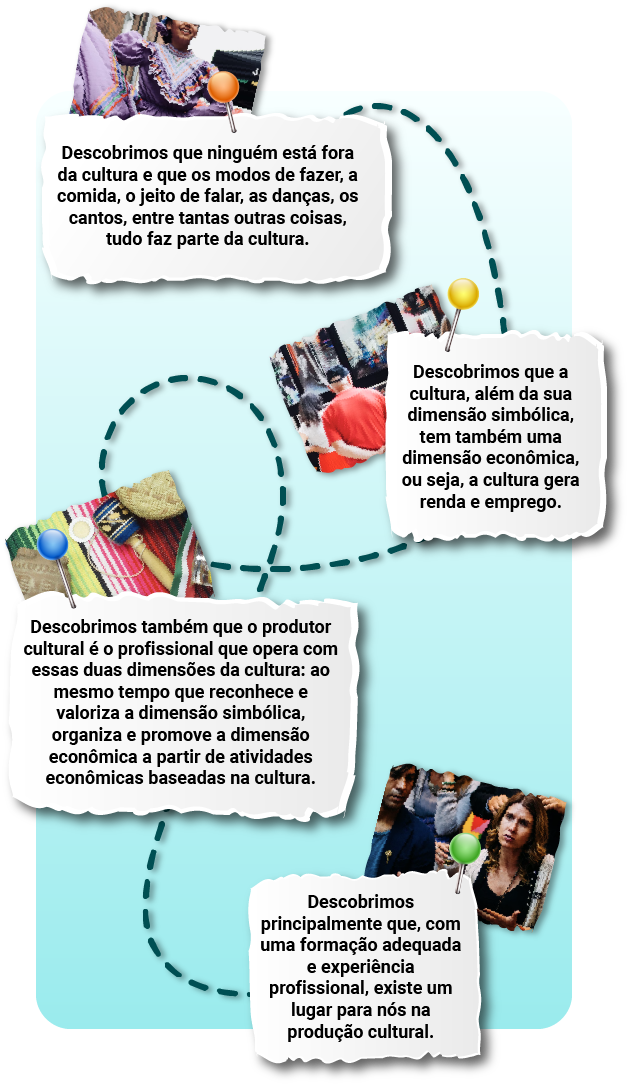 Descobrimos que ninguém está fora
da cultura e que os modos de fazer, a
comida, o jeito de falar, as danças, os
cantos, entre tantas outras coisas,
tudo faz parte da cultura.
Descobrimos que a
cultura, além da sua
dimensão simbólica,
tem também uma
dimensão econômica,
ou seja, a cultura gera
renda e emprego.
Descobrimos também que o produtor
cultural é o profissional que opera com
essas duas dimensões da cultura: ao
mesmo tempo que reconhece e
valoriza a dimensão simbólica,
organiza e promove a dimensão
econômica a partir de atividades
econômicas baseadas na cultura.
Descobrimos
principalmente que, com
uma formação adequada
e experiência
profissional, existe um
lugar para nós na
produção cultural.